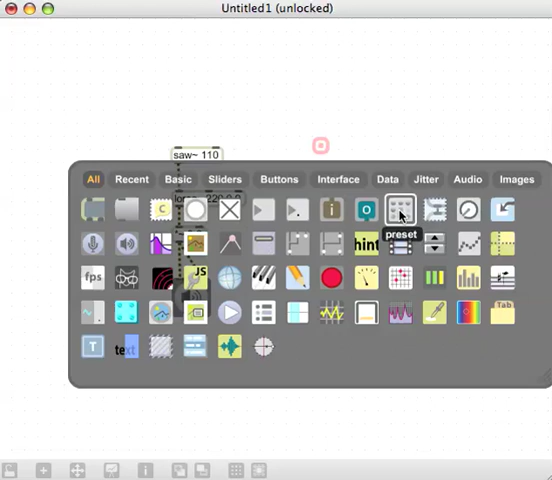 Untitled1 (unlocked)
saw~ 110
All Recent Basic Sliders Buttons Interface Data Jitter Audio Images
C i o
preset
hint
fps JS
Tab
T text